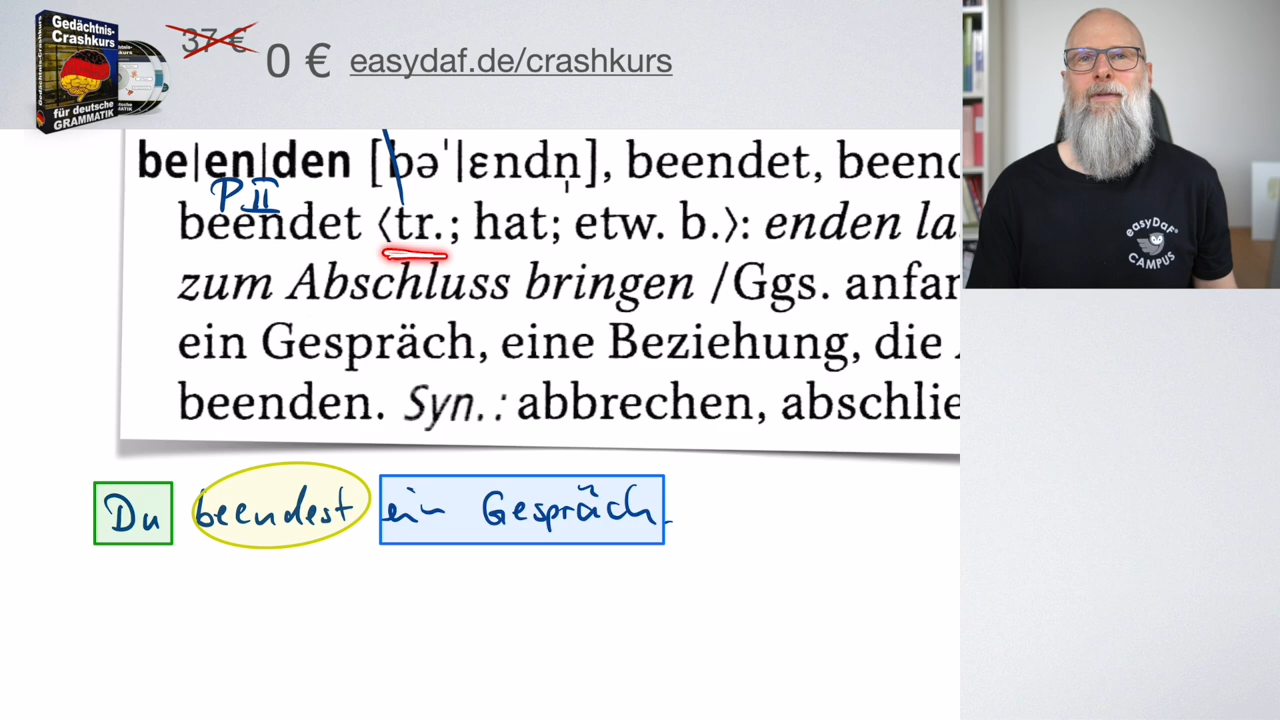 Gedächtnis-
Crashkurs
für deutsche
GRAMMATIK
37 €
0 € easydaf.de/crashkurs
be|en|den [bəˈ|ɛndn̩], beendet, beend
P II
beendet ⟨tr.; hat; etw. b.⟩: enden la
zum Abschluss bringen /Ggs. anfan
ein Gespräch, eine Beziehung, die
beenden. Syn.: abbrechen, abschlie
Du beendest ein Gespräch.
easyDaF®
CAMPUS